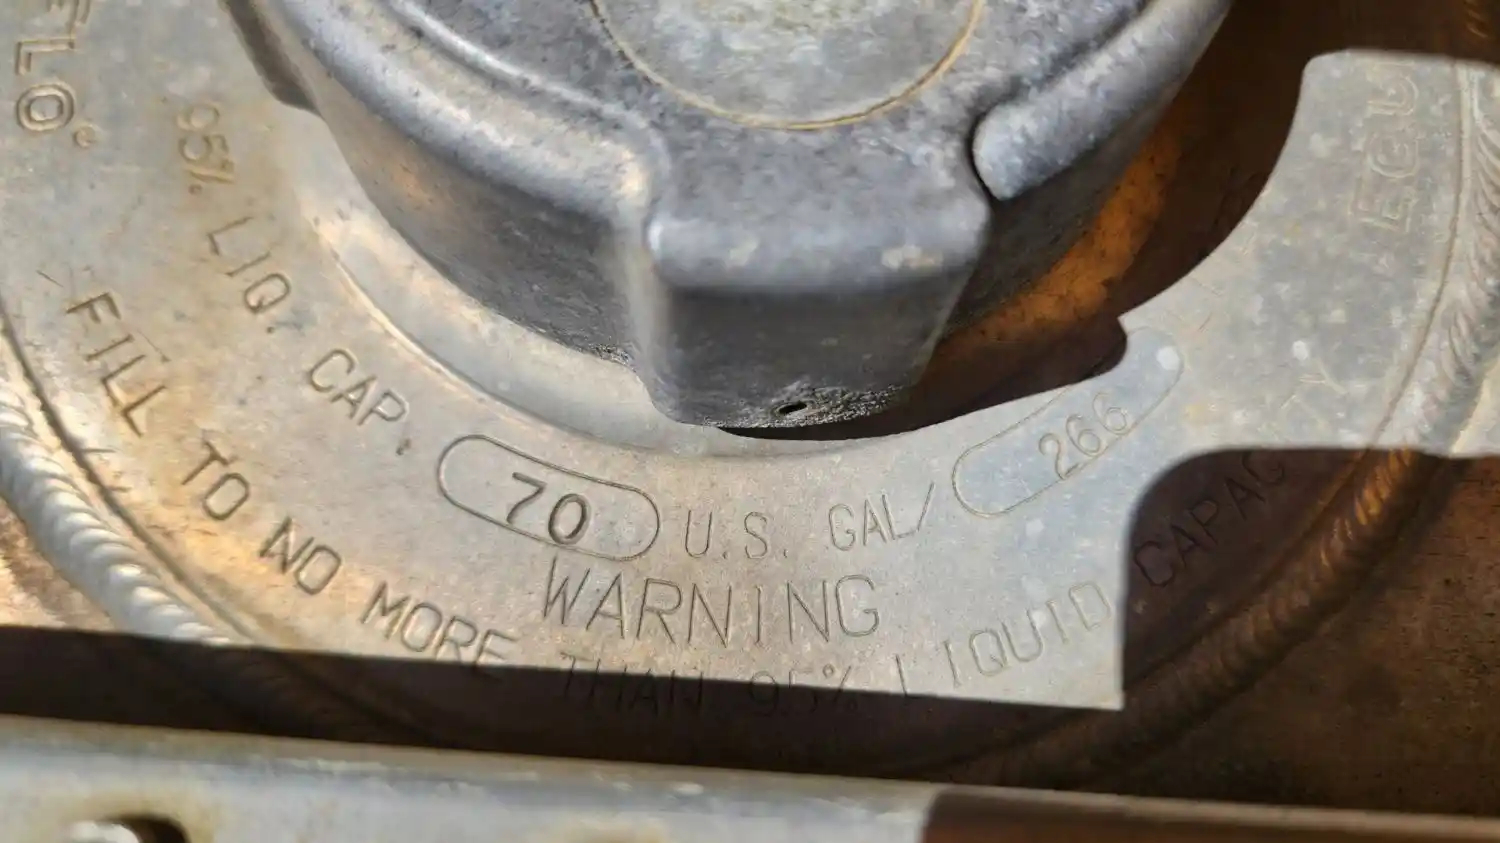 FLO°
95% LIQ. CAP.
70 U.S. GAL/ 266
WARNING
FILL TO NO MORE THAN 95% LIQUID CAPAC